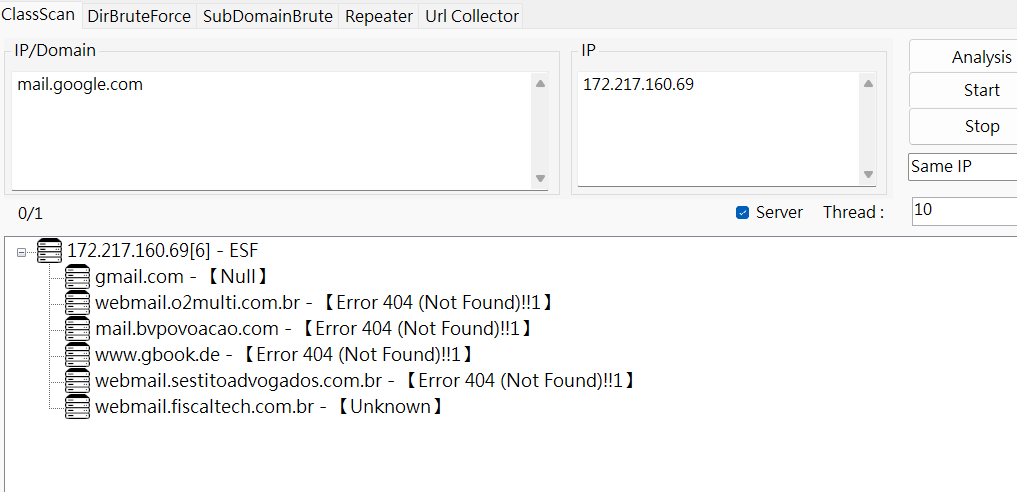 ClassScan DirBruteForce SubDomainBrute Repeater Url Collector
IP/Domain
mail.google.com
IP
172.217.160.69
Analysis
Start
Stop
Same IP
0/1
Server
Thread :
10
172.217.160.69[6] - ESF
gmail.com - 【Null】
webmail.o2multi.com.br - 【Error 404 (Not Found)!!1】
mail.bvpovoacao.com - 【Error 404 (Not Found)!!1】
www.gbook.de - 【Error 404 (Not Found)!!1】
webmail.sestitoadvogados.com.br - 【Error 404 (Not Found)!!1】
webmail.fiscaltech.com.br - 【Unknown】